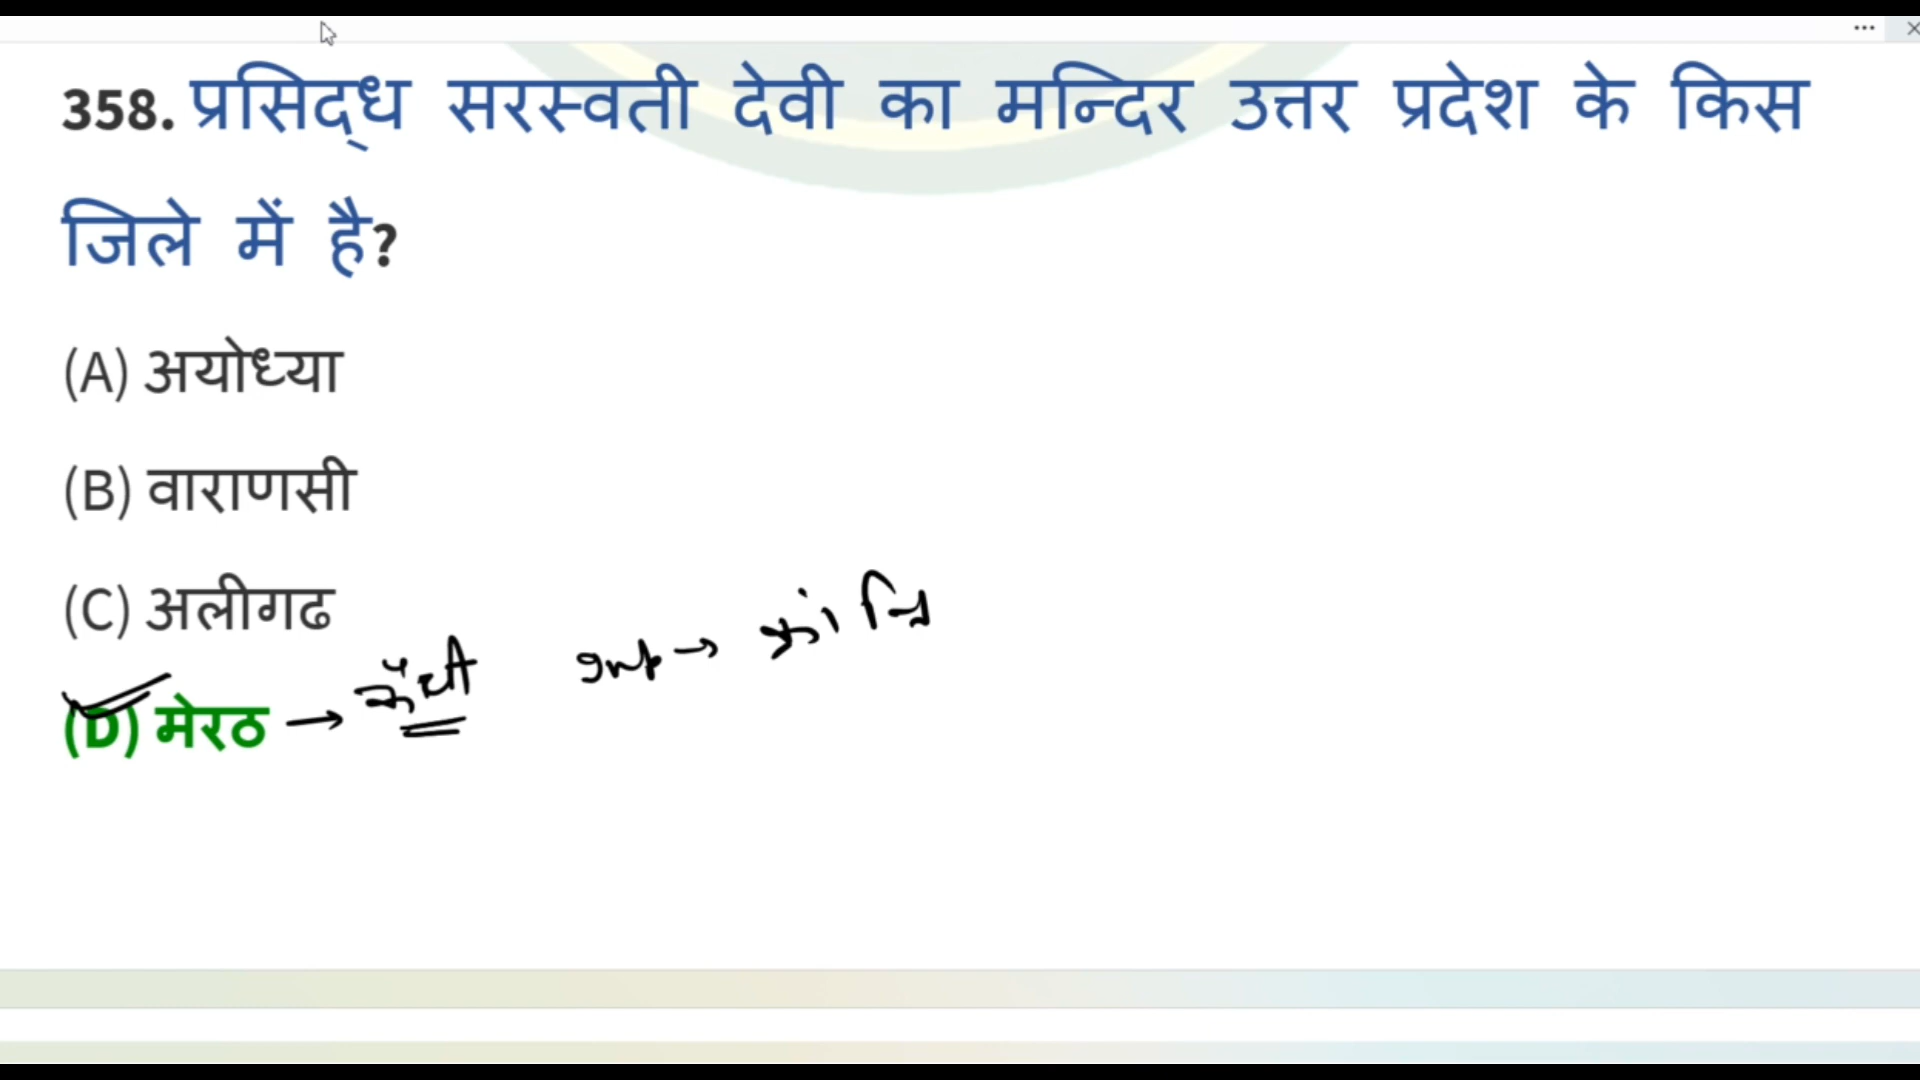 358. प्रसिद्ध सरस्वती देवी का मन्दिर उत्तर प्रदेश के किस
जिले में है?
(A) अयोध्या
(B) वाराणसी
(C) अलीगढ
(D) मेरठ →